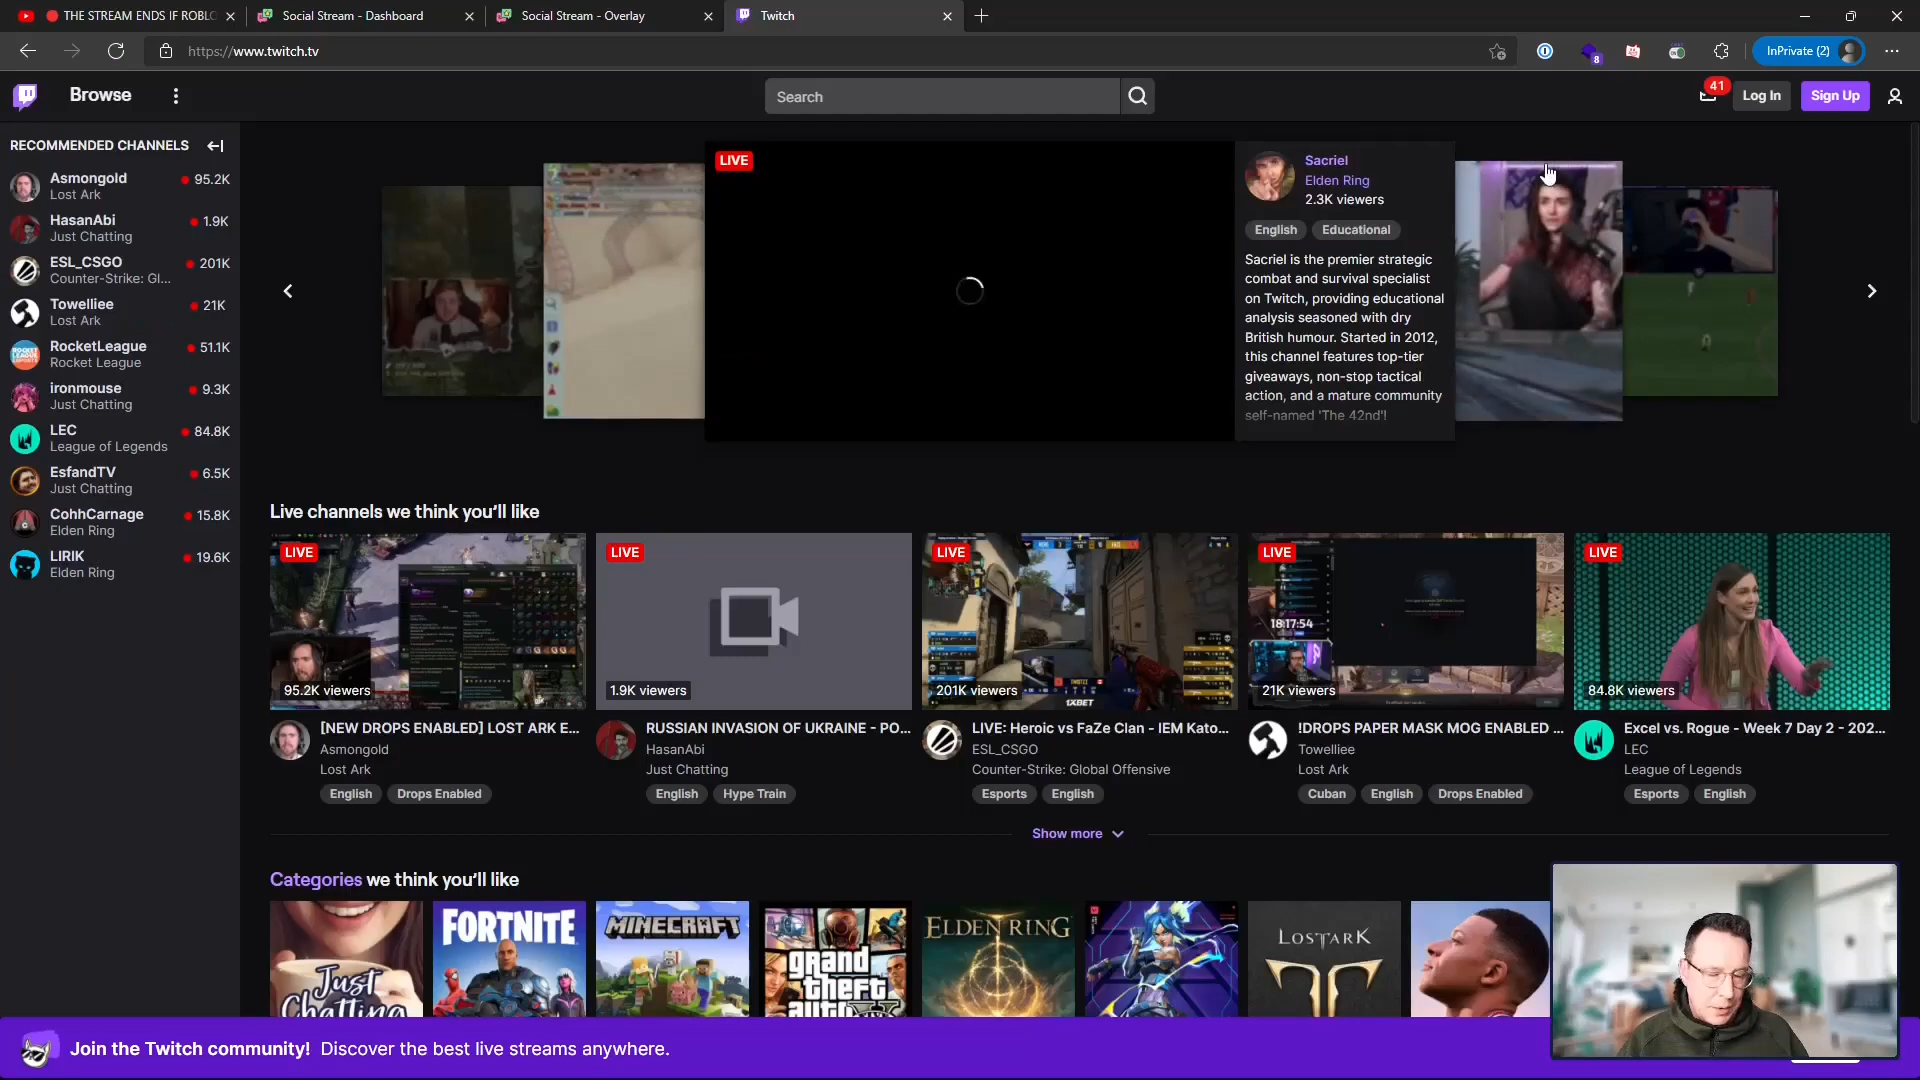 THE STREAM ENDS IF ROBLO
Social Stream - Dashboard
Social Stream - Overlay
Twitch
https://www.twitch.tv
8
InPrivate (2)
Browse
Search
41
Log In
Sign Up
RECOMMENDED CHANNELS
Asmongold
95.2K
Lost Ark
HasanAbi
1.9K
Just Chatting
ESL_CSGO
201K
Counter-Strike: Gl...
Towelliee
21K
Lost Ark
RocketLeague
51.1K
Rocket League
ironmouse
9.3K
Just Chatting
LEC
84.8K
League of Legends
EsfandTV
6.5K
Just Chatting
CohhCarnage
15.8K
Elden Ring
LIRIK
19.6K
Elden Ring
LIVE
Sacriel
Elden Ring
2.3K viewers
English
Educational
Sacriel is the premier strategic
combat and survival specialist
on Twitch, providing educational
analysis seasoned with dry
British humour. Started in 2012,
this channel features top-tier
giveaways, non-stop tactical
action, and a mature community
self-named 'The 42nd'!
Live channels we think you'll like
LIVE
95.2K viewers
[NEW DROPS ENABLED] LOST ARK E...
Asmongold
Lost Ark
English
Drops Enabled
LIVE
1.9K viewers
RUSSIAN INVASION OF UKRAINE - PO...
HasanAbi
Just Chatting
English
Hype Train
LIVE
201K viewers
1XBET
LIVE: Heroic vs FaZe Clan - IEM Kato...
ESL_CSGO
Counter-Strike: Global Offensive
Esports
English
LIVE
18:17:54
21K viewers
!DROPS PAPER MASK MOG ENABLED ...
Towelliee
Lost Ark
Cuban
English
Drops Enabled
LIVE
84.8K viewers
Excel vs. Rogue - Week 7 Day 2 - 202...
LEC
League of Legends
Esports
English
Show more
Categories we think you'll like
Just
Chatting
FORTNITE
MINECRAFT
grand
theft
auto
ELDEN RING
LOST ARK
Join the Twitch community! Discover the best live streams anywhere.